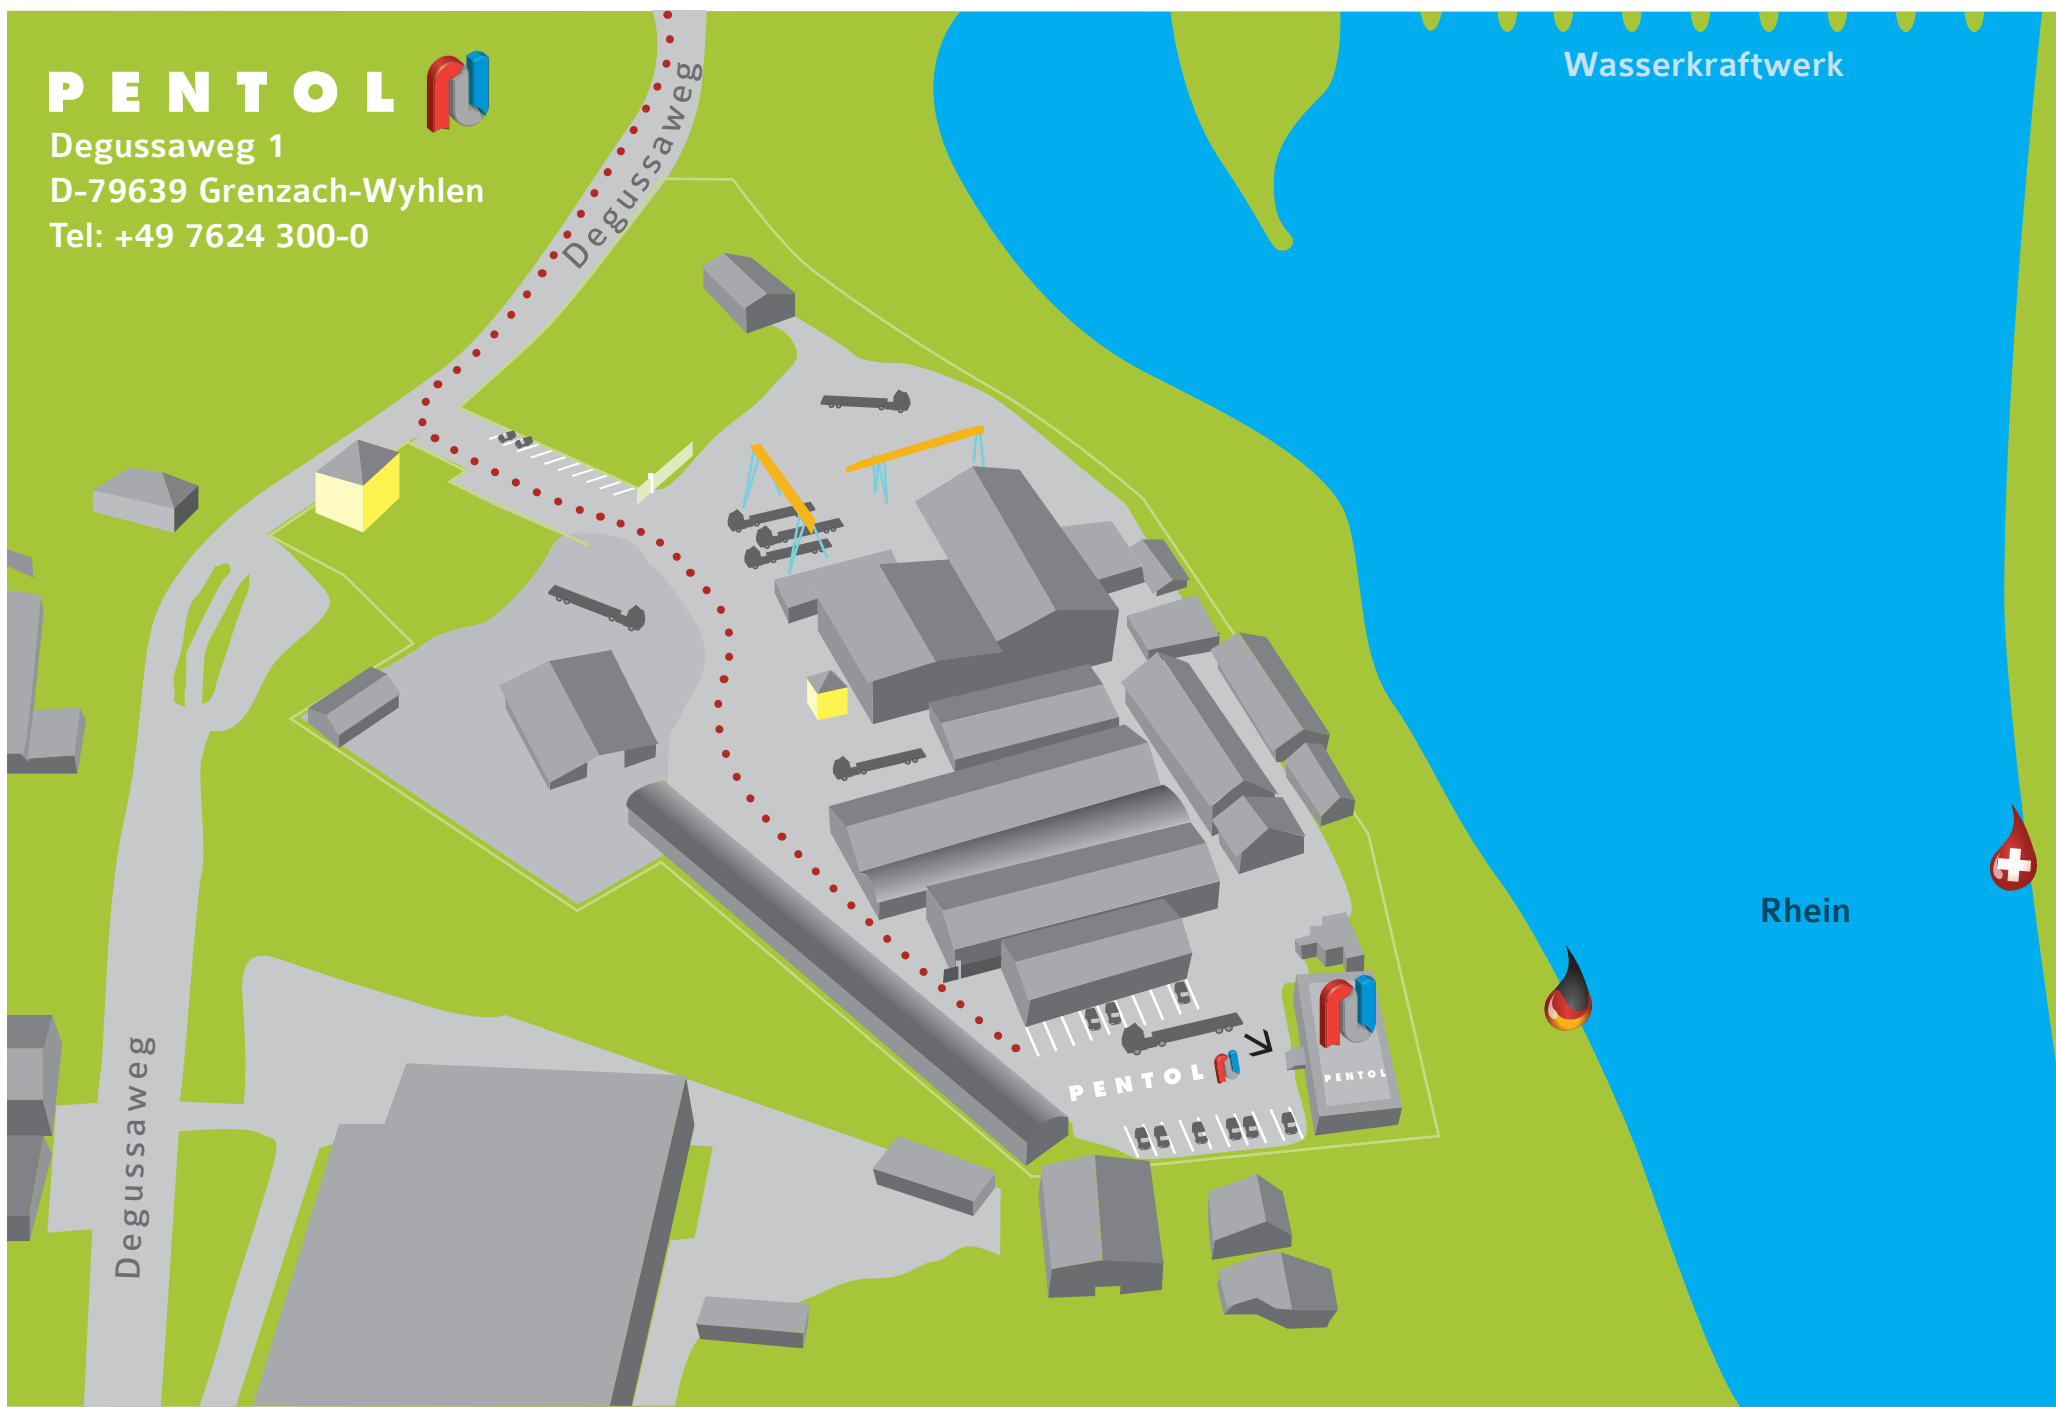 PENTOL
Degussaweg 1
D-79639 Grenzach-Wyhlen
Tel: +49 7624 300-0
Degussaweg
Wasserkraftwerk
Rhein
PENTOL
PENTOL
Degussaweg